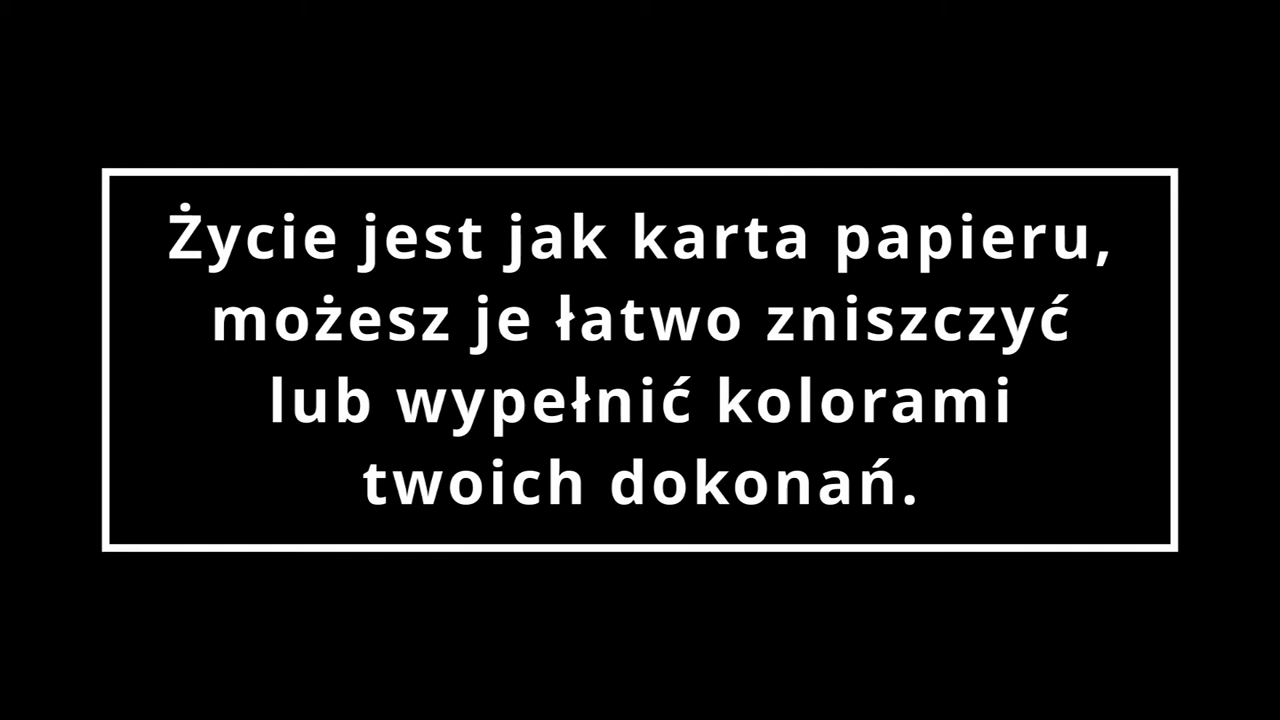 Życie jest jak karta papieru,
możesz je łatwo zniszczyć
lub wypełnić kolorami
twoich dokonań.